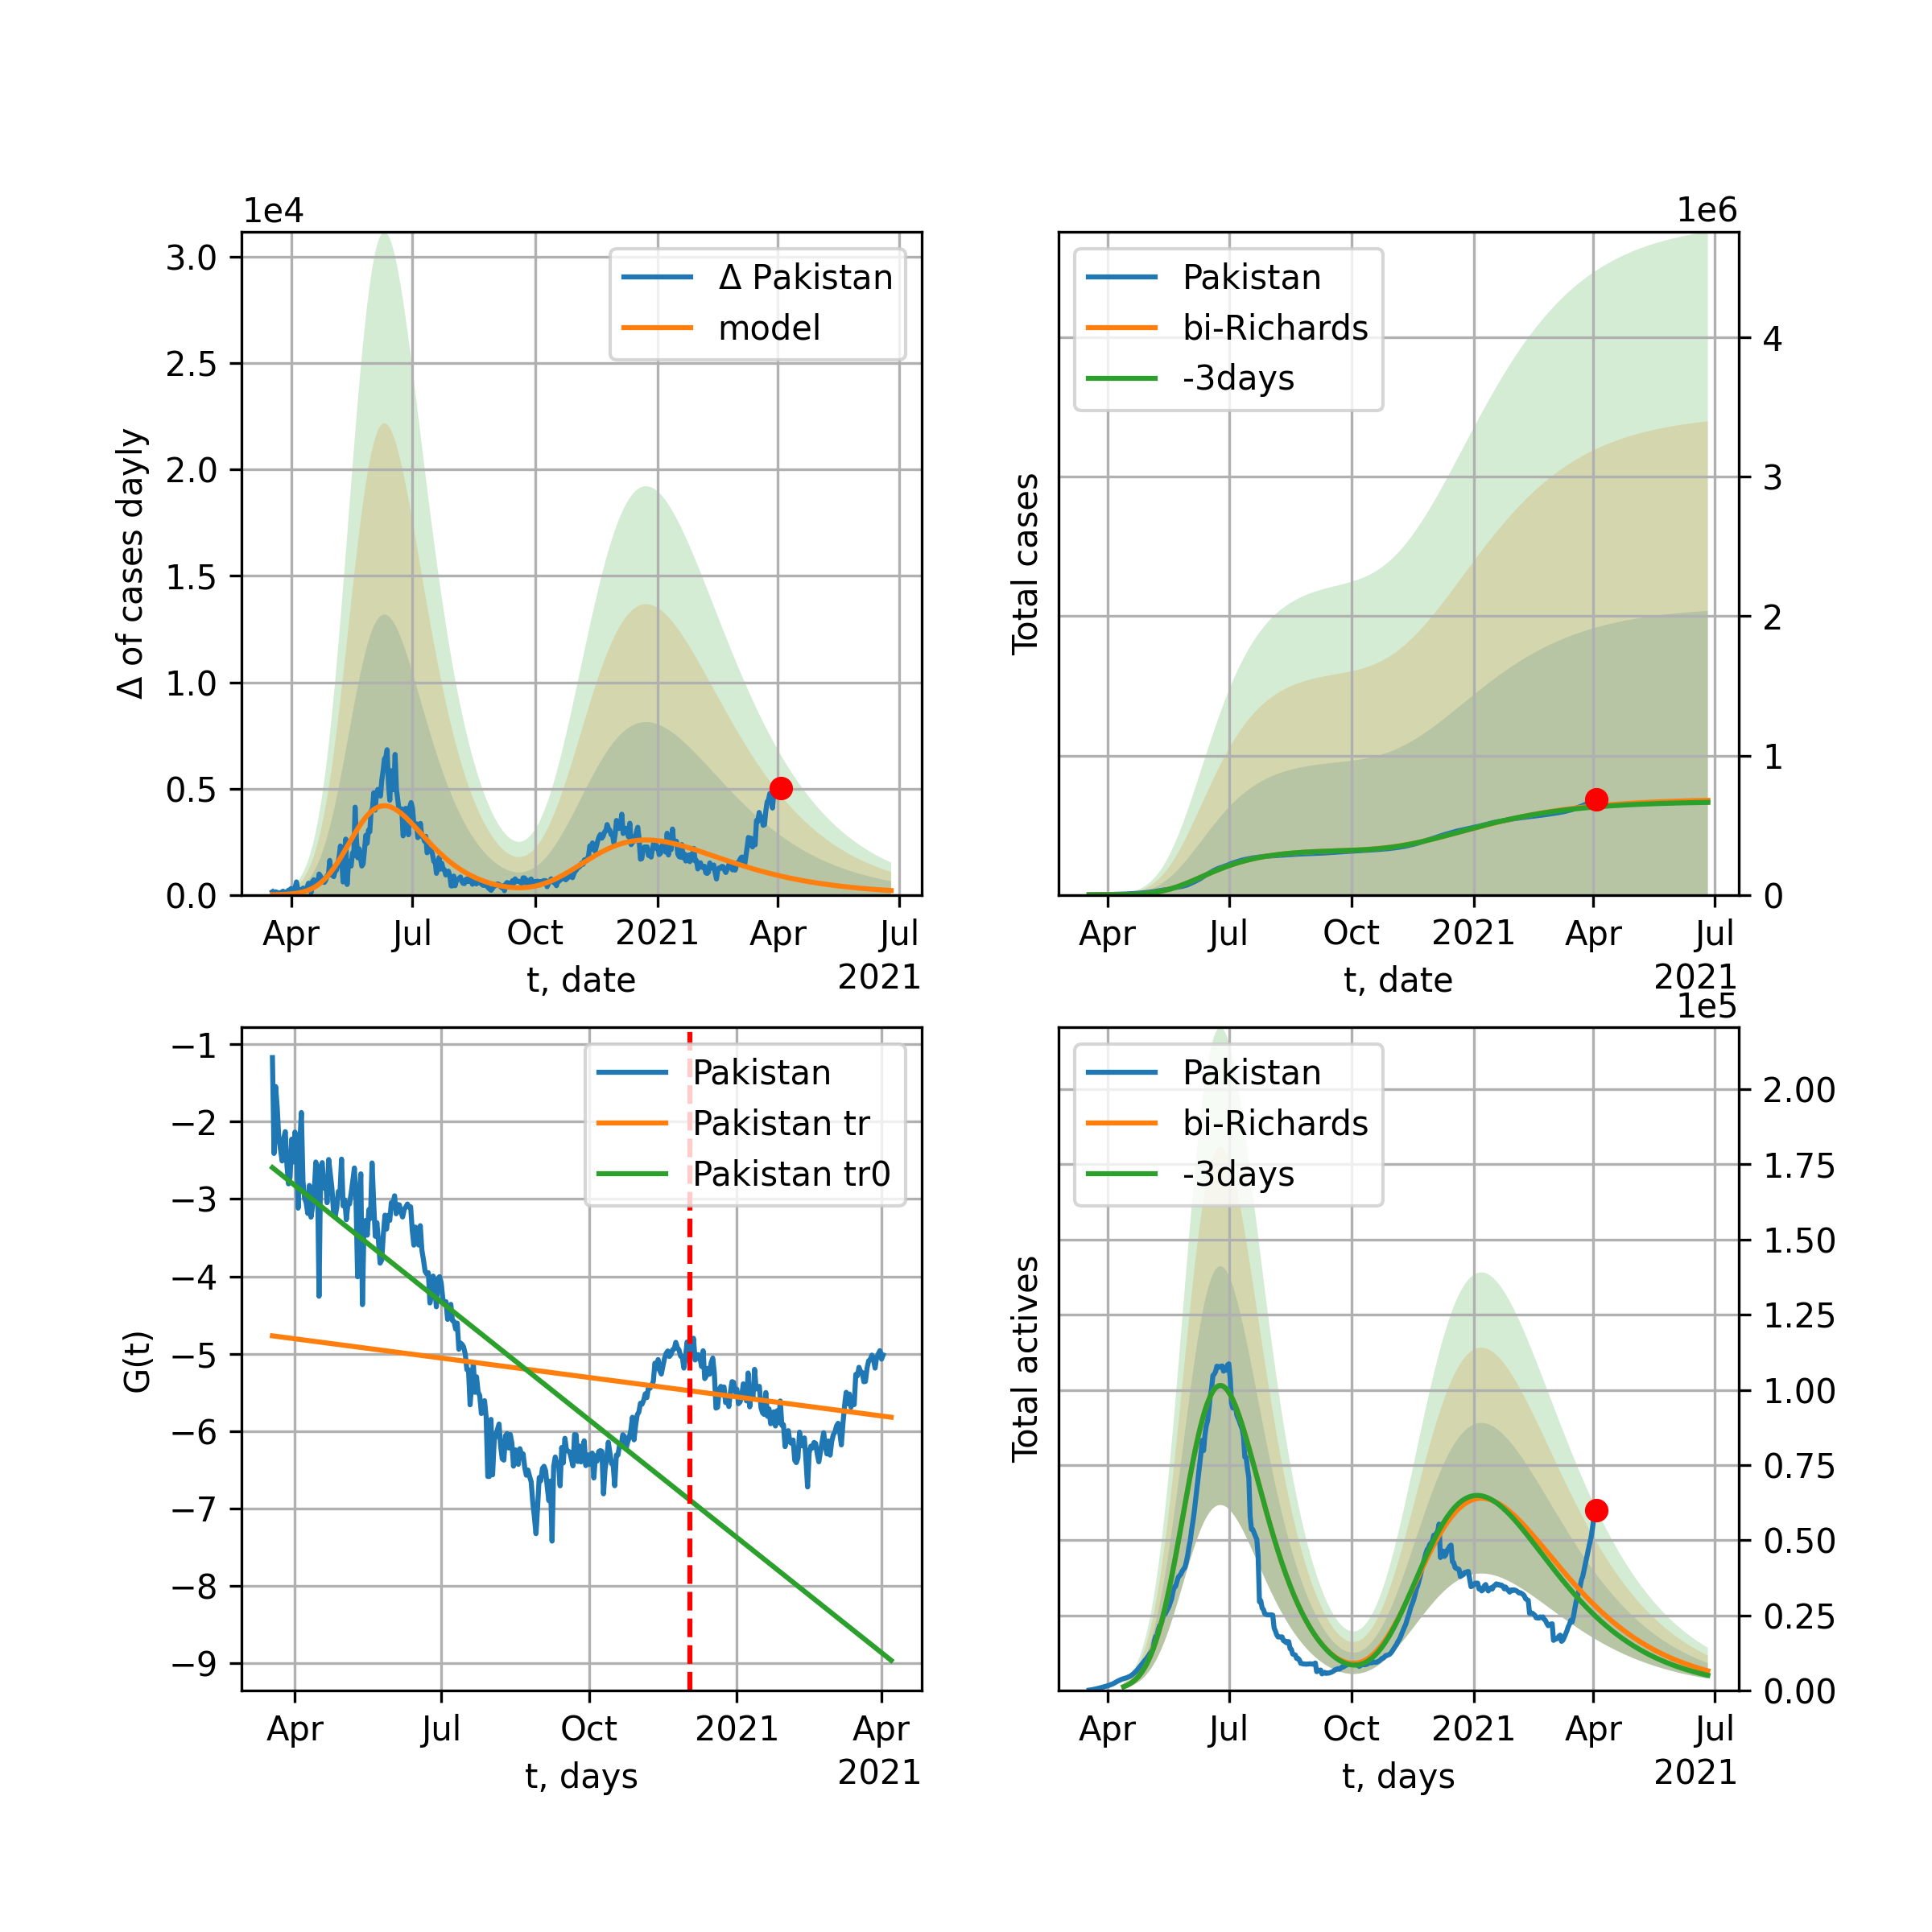 1e4
3.0
2.5
2.0
1.5
1.0
0.5
0.0
Δ of cases dayly
Δ Pakistan
model
Apr
Jul
Oct
2021
Apr
Jul
2021
t, date
1e6
Total cases
Pakistan
bi-Richards
-3days
4
3
2
1
0
Apr
Jul
Oct
2021
Apr
Jul
2021
t, date
−1
−2
−3
−4
−5
−6
−7
−8
−9
G(t)
Pakistan
Pakistan tr
Pakistan tr0
Apr
Jul
Oct
2021
Apr
2021
t, days
1e5
Total actives
Pakistan
bi-Richards
-3days
2.00
1.75
1.50
1.25
1.00
0.75
0.50
0.25
0.00
Apr
Jul
Oct
2021
Apr
Jul
2021
t, days